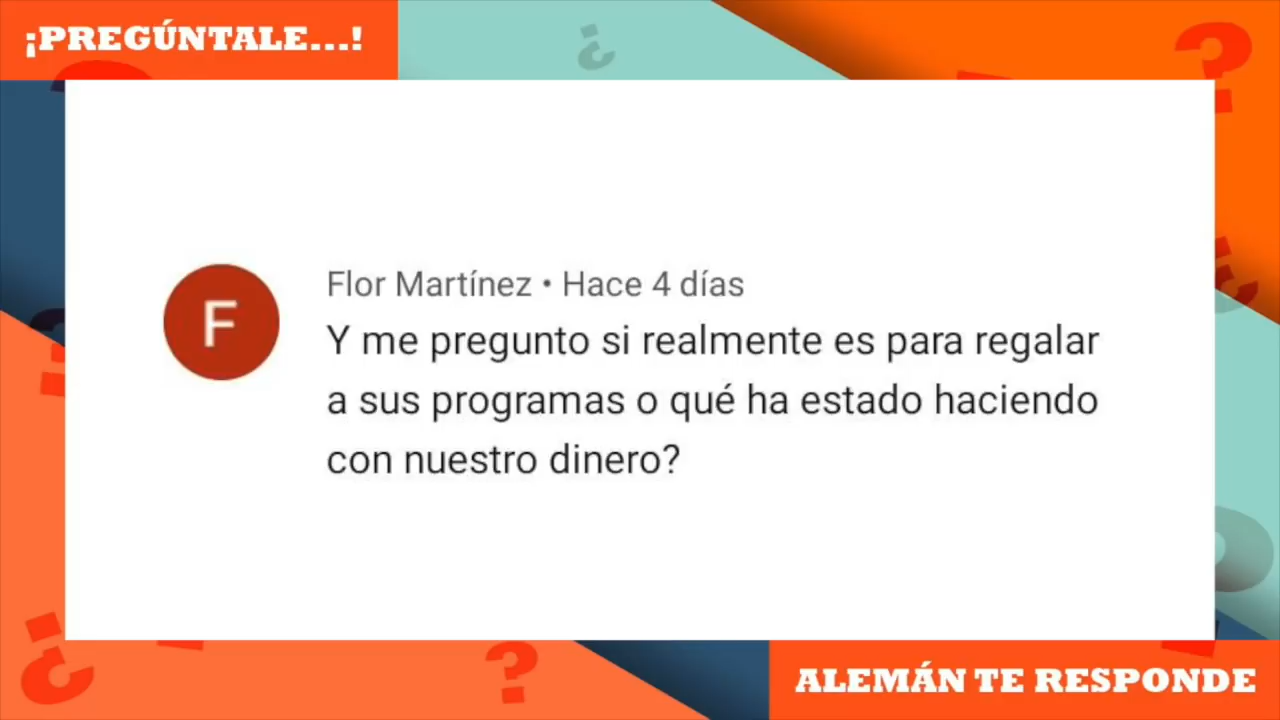 ¡PREGÚNTALE...!
F
Flor Martínez • Hace 4 días
Y me pregunto si realmente es para regalar
a sus programas o qué ha estado haciendo
con nuestro dinero?
ALEMÁN TE RESPONDE